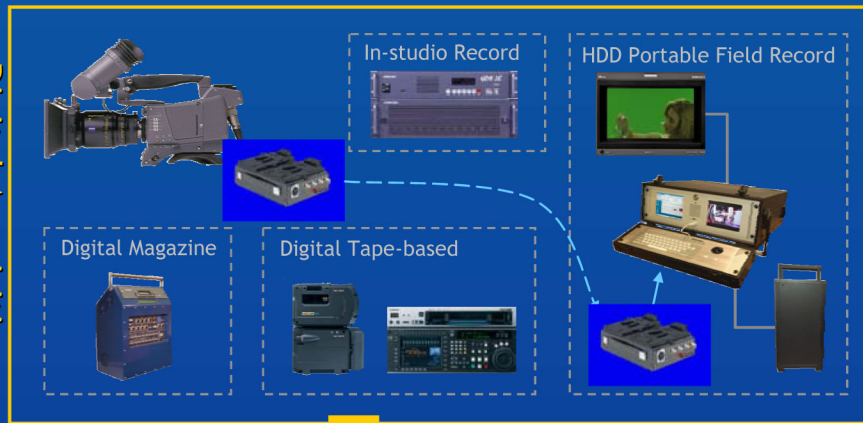 In-studio Record
HDD Portable Field Record
Digital Magazine
Digital Tape-based